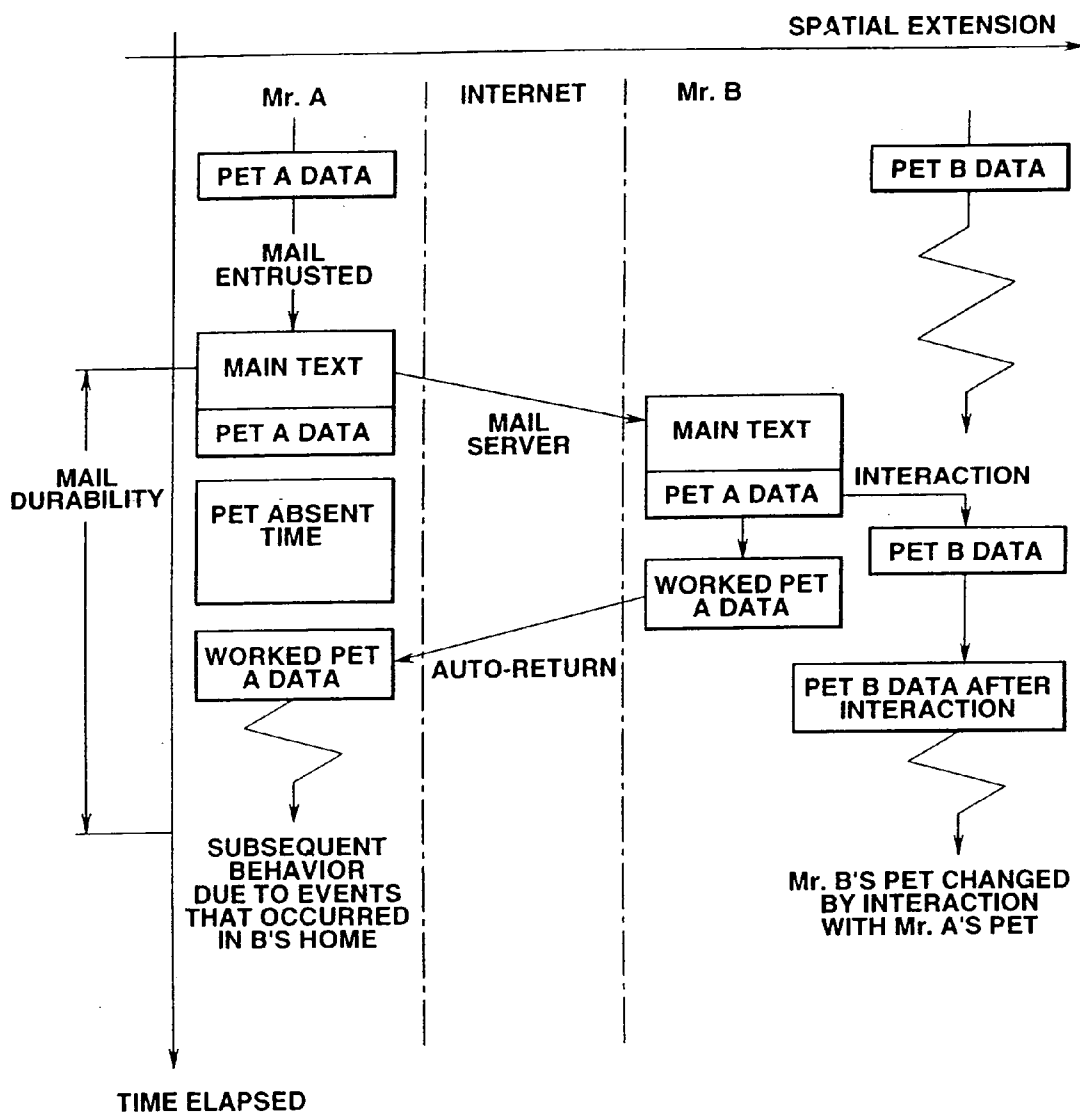 SPATIAL EXTENSION
Mr. A
INTERNET
Mr. B
PET A DATA
PET B DATA
MAIL
ENTRUSTED
MAIN TEXT
PET A DATA
MAIL
SERVER
MAIN TEXT
PET A DATA
INTERACTION
MAIL
DURABILITY
PET ABSENT
TIME
PET B DATA
WORKED PET
A DATA
WORKED PET
A DATA
AUTO-RETURN
PET B DATA AFTER
INTERACTION
SUBSEQUENT
BEHAVIOR
DUE TO EVENTS
THAT OCCURRED
IN B'S HOME
Mr. B'S PET CHANGED
BY INTERACTION
WITH Mr. A'S PET
TIME ELAPSED